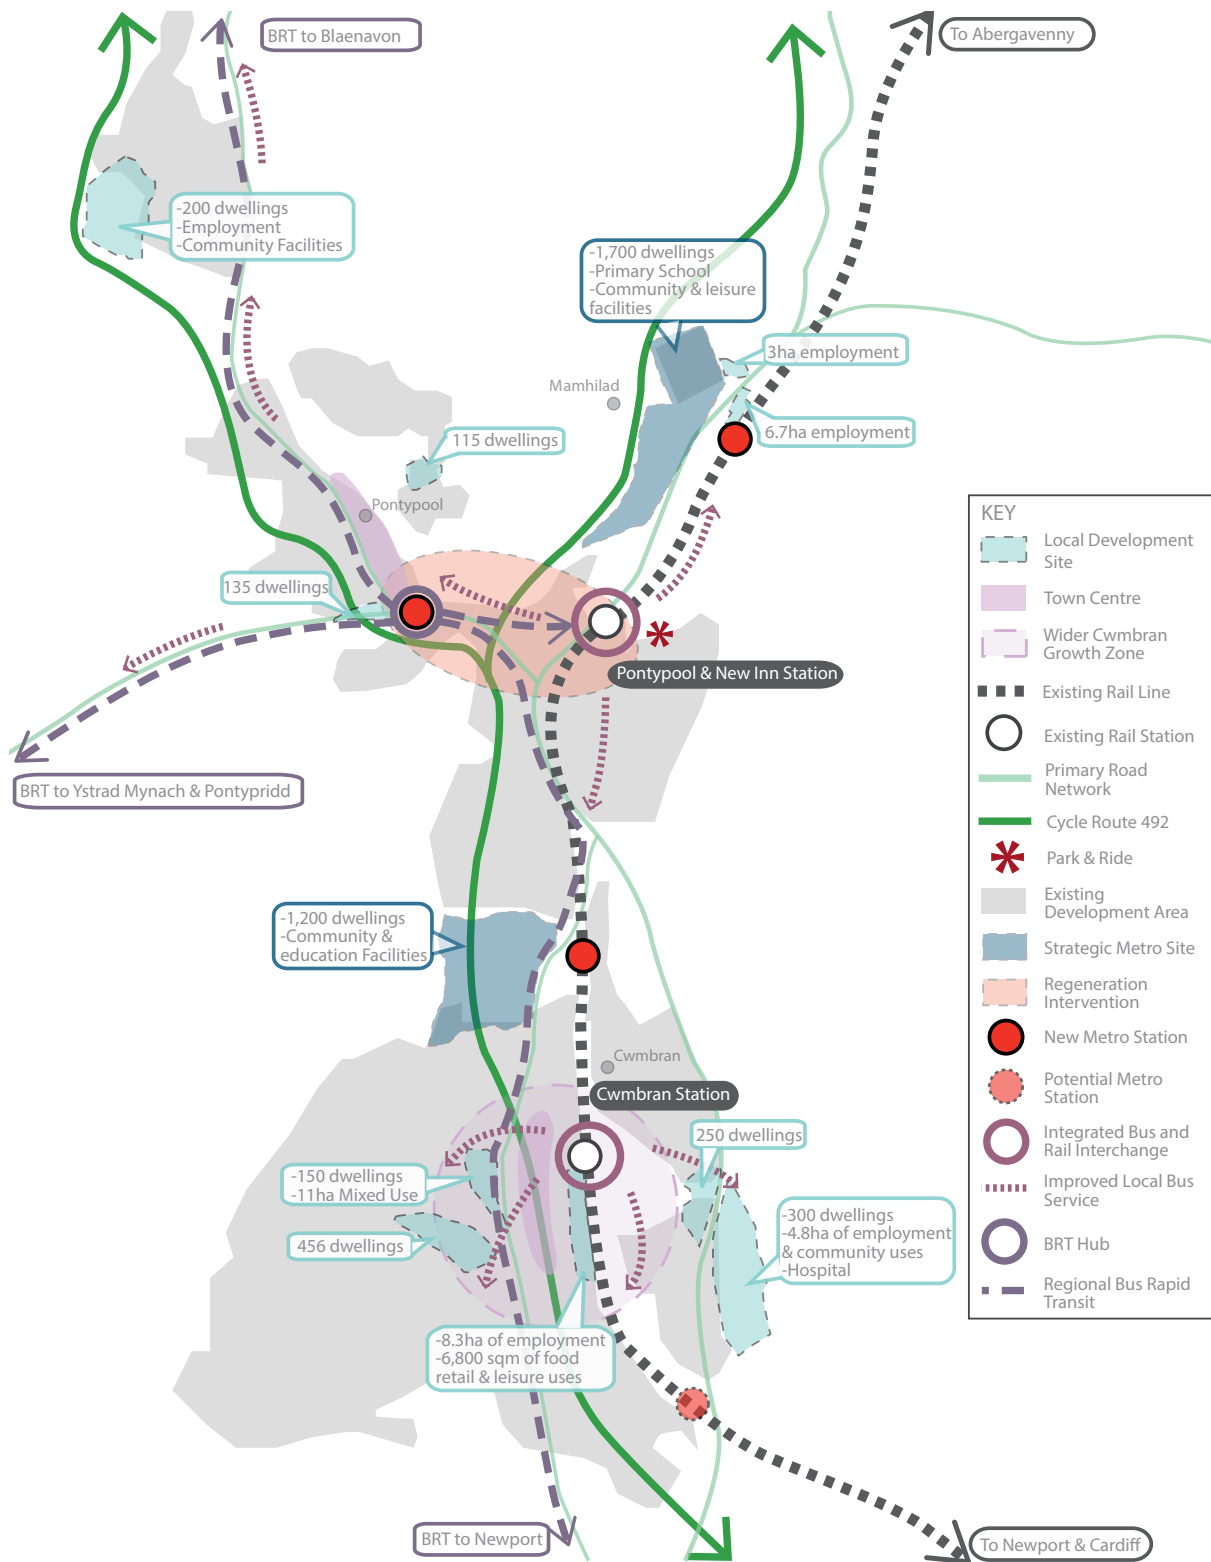 BRT to Blaenavon
To Abergavenny
-200 dwellings
-Employment
-Community Facilities
-1,700 dwellings
-Primary School
-Community & leisure
facilities
3ha employment
Mamhilad
6.7ha employment
115 dwellings
Pontypool
135 dwellings
Pontypool & New Inn Station
BRT to Ystrad Mynach & Pontypridd
-1,200 dwellings
-Community &
education Facilities
Cwmbran
Cwmbran Station
250 dwellings
-150 dwellings
-11ha Mixed Use
456 dwellings
-300 dwellings
-4.8ha of employment
& community uses
-Hospital
-8.3ha of employment
-6,800 sqm of food
retail & leisure uses
BRT to Newport
To Newport & Cardiff
KEY
Local Development
Site
Town Centre
Wider Cwmbran
Growth Zone
Existing Rail Line
Existing Rail Station
Primary Road
Network
Cycle Route 492
Park & Ride
Existing
Development Area
Strategic Metro Site
Regeneration
Intervention
New Metro Station
Potential Metro
Station
Integrated Bus and
Rail Interchange
Improved Local Bus
Service
BRT Hub
Regional Bus Rapid
Transit